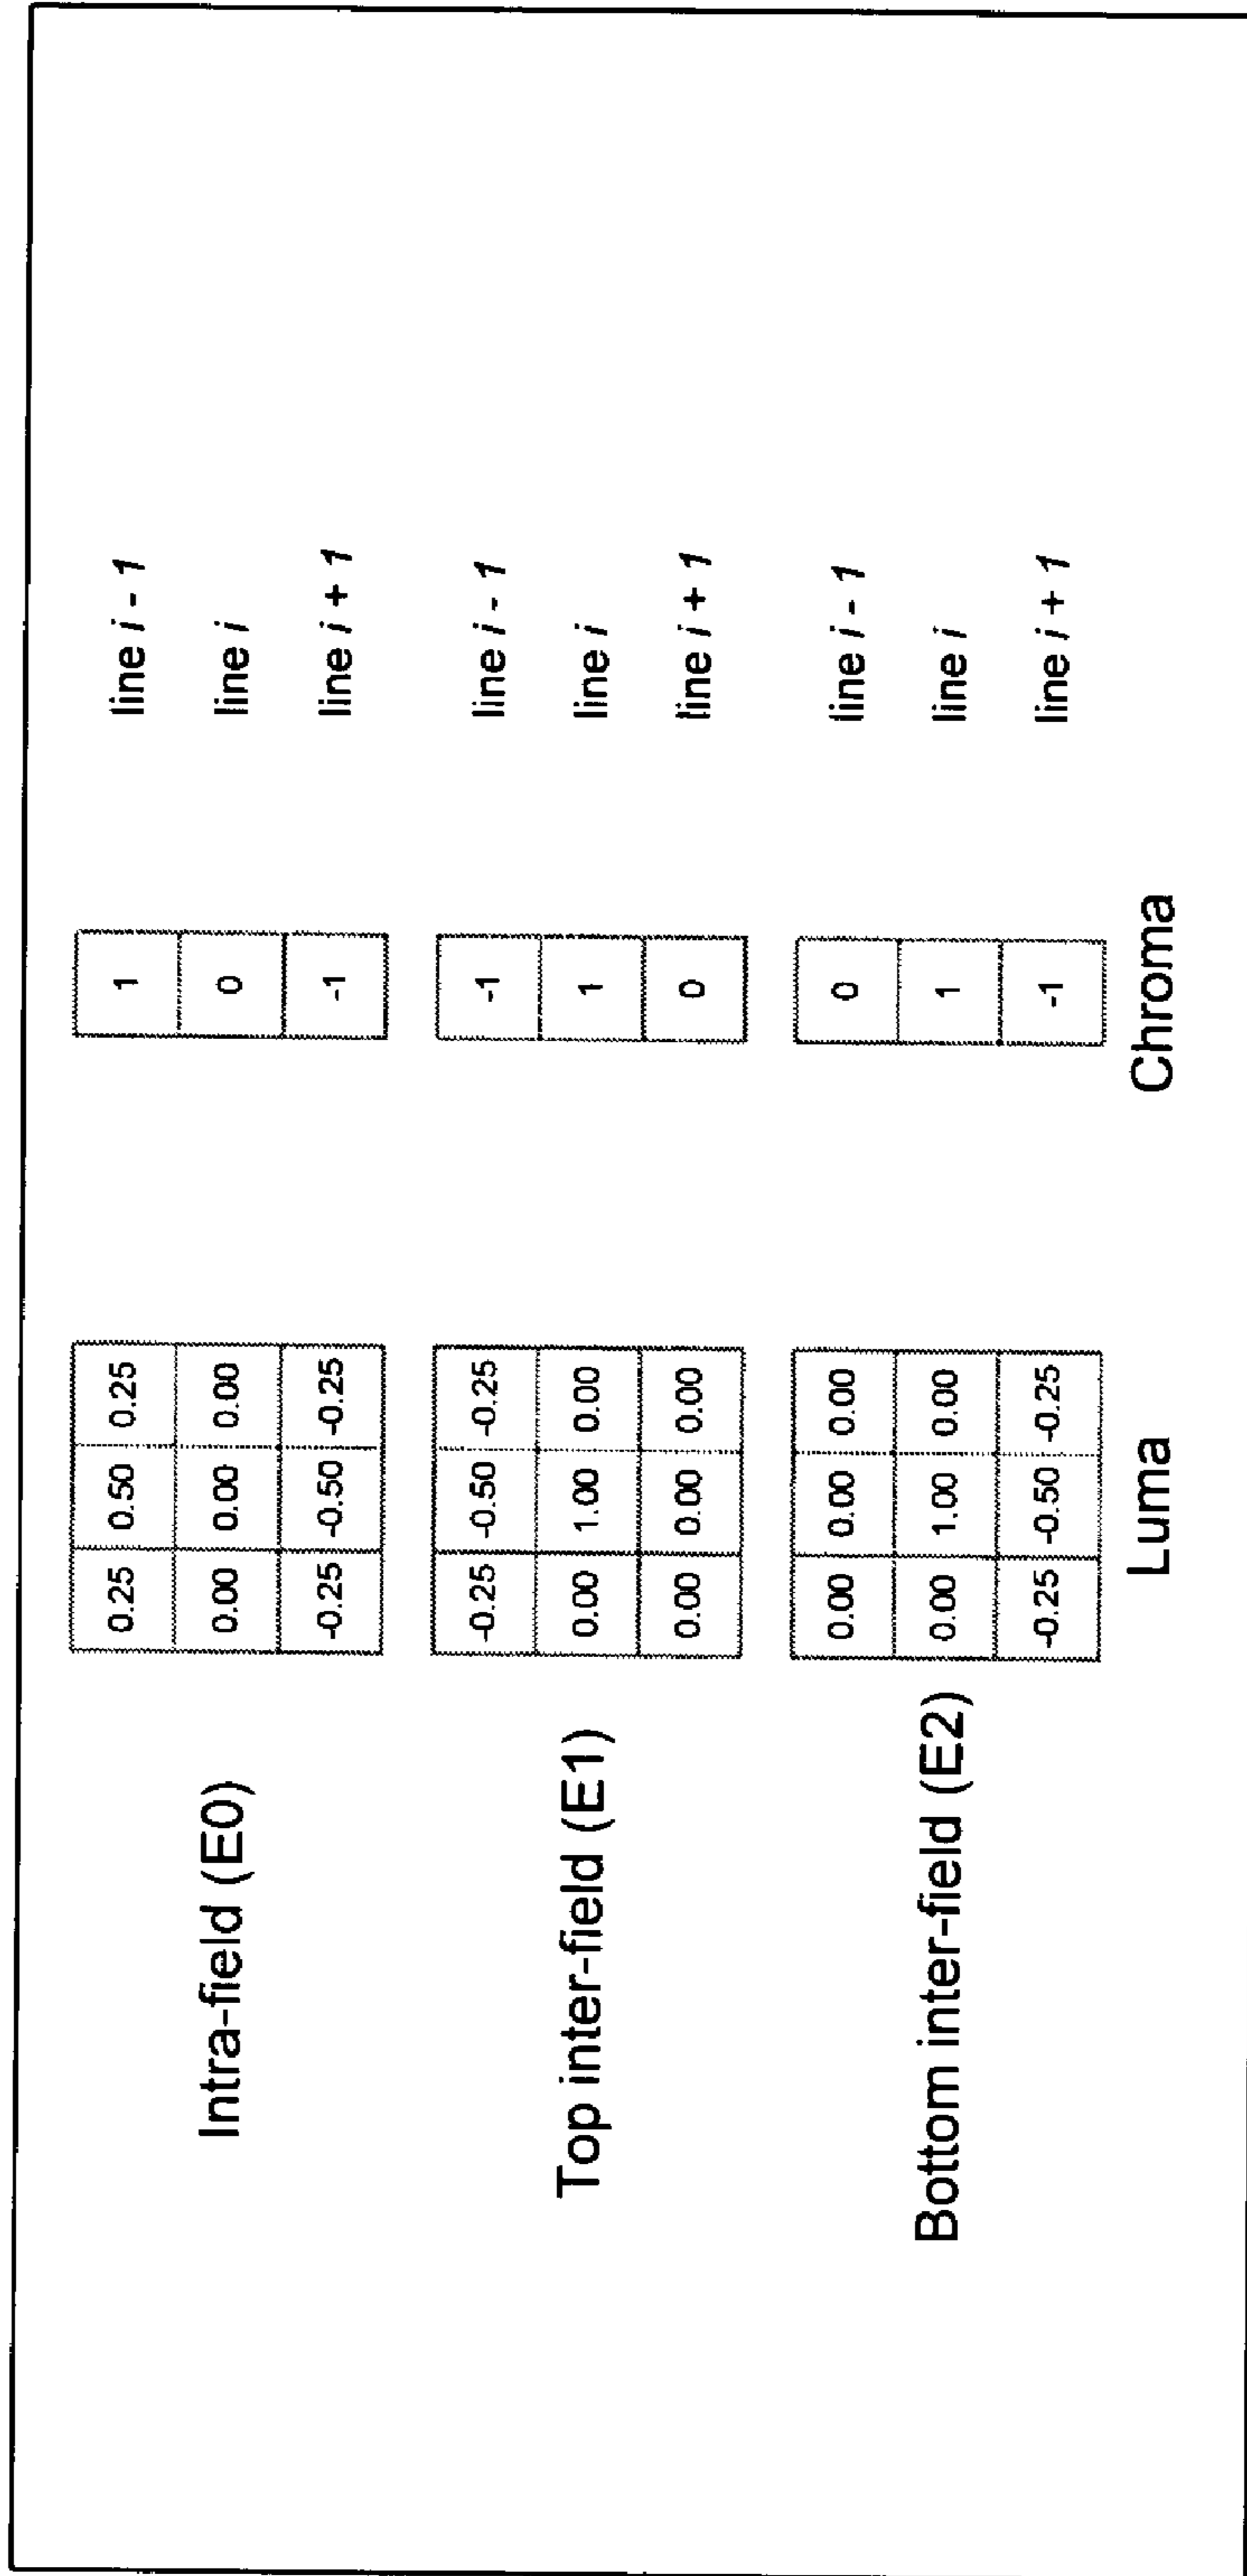 Intra-field (E0)
0.25 0.50 0.25 1 line i - 1
0.00 0.00 0.00 0 line i
-0.25 -0.50 -0.25 -1 line i + 1
Top inter-field (E1)
-0.25 -0.50 -0.25 -1 line i - 1
0.00 1.00 0.00 1 line i
0.00 0.00 0.00 0 line i + 1
Bottom inter-field (E2)
0.00 0.00 0.00 0 line i - 1
0.00 1.00 0.00 1 line i
-0.25 -0.50 -0.25 -1 line i + 1
Luma Chroma